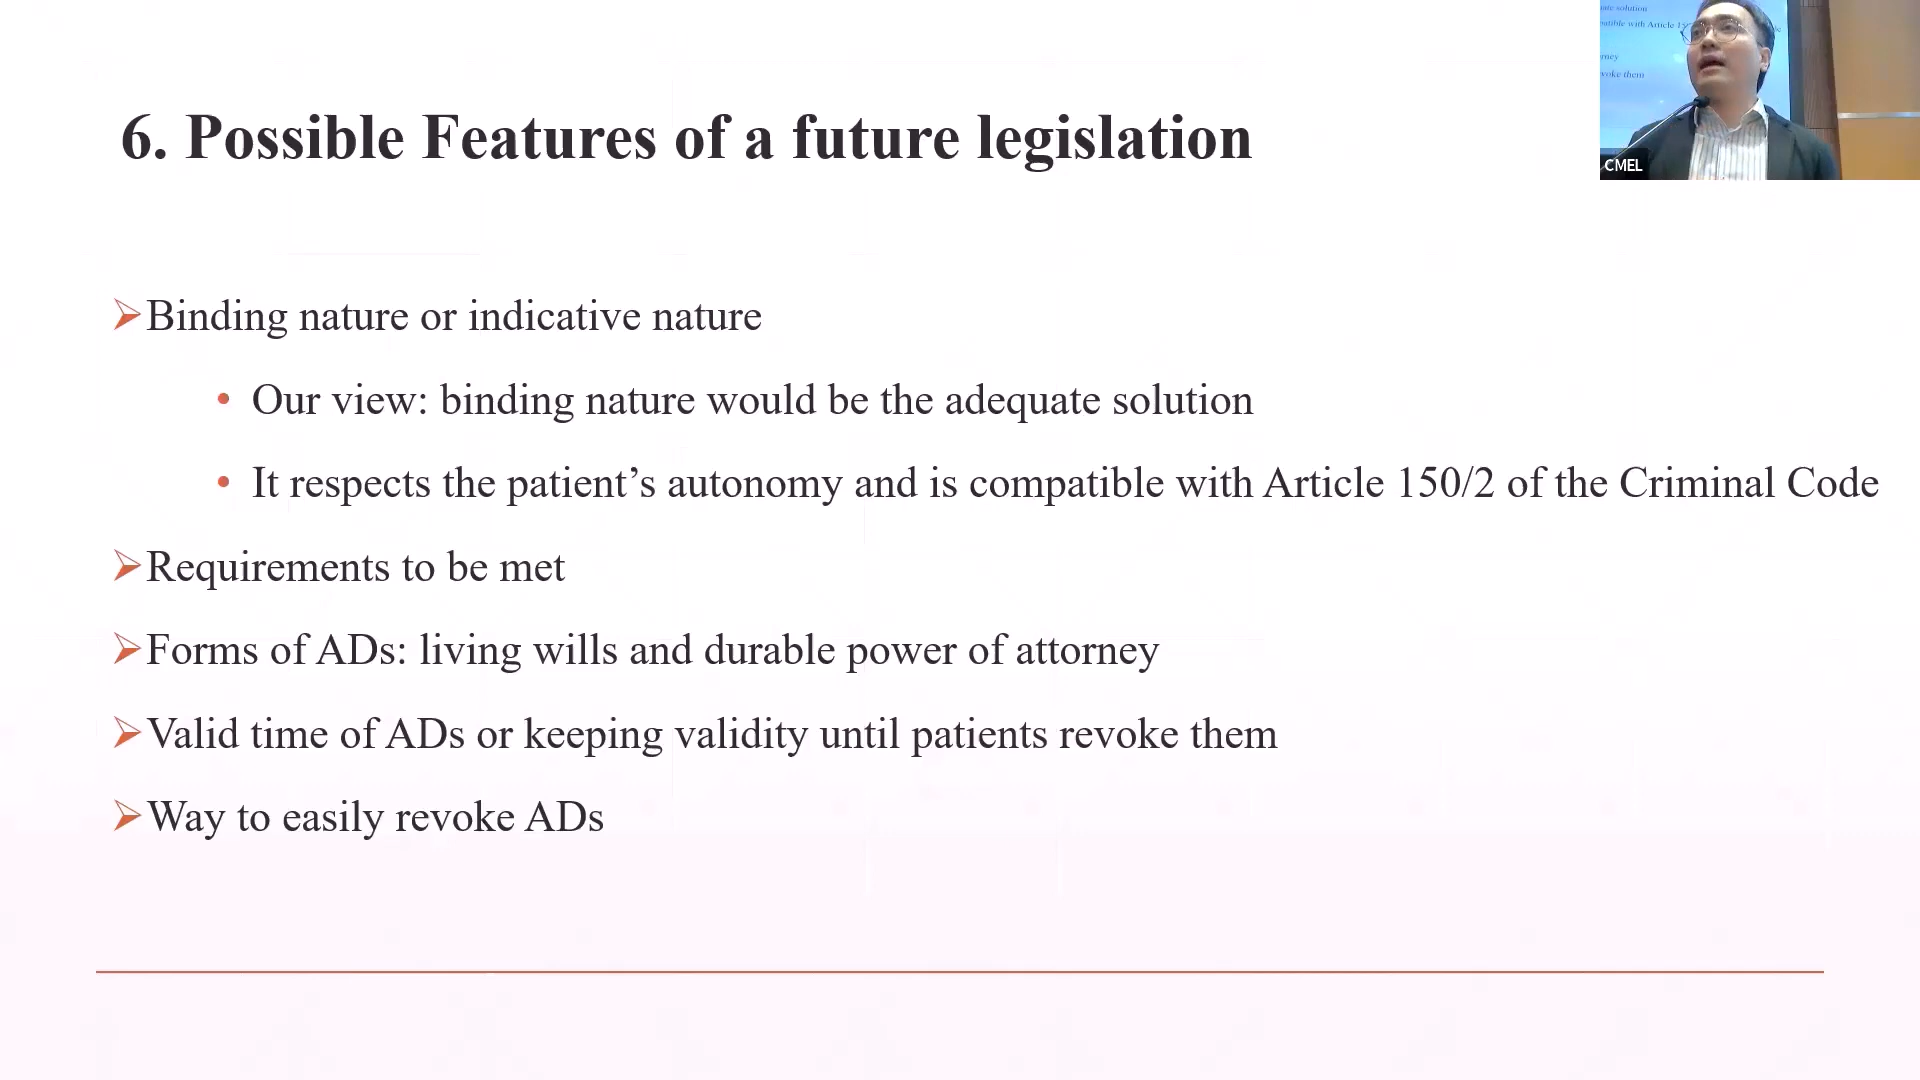 6. Possible Features of a future legislation
CMEL
➢Binding nature or indicative nature
• Our view: binding nature would be the adequate solution
• It respects the patient’s autonomy and is compatible with Article 150/2 of the Criminal Code
➢Requirements to be met
➢Forms of ADs: living wills and durable power of attorney
➢Valid time of ADs or keeping validity until patients revoke them
➢Way to easily revoke ADs